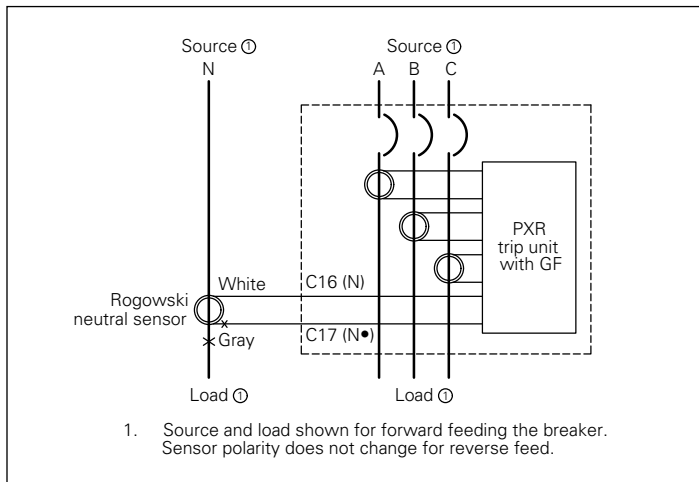 Source ①
N
Source ①
A B C
PXR
trip unit
with GF
White
C16 (N)
Rogowski
neutral sensor
Gray
C17 (N●)
Load ①
Load ①
1. Source and load shown for forward feeding the breaker.
Sensor polarity does not change for reverse feed.